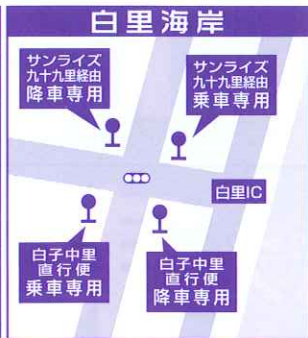 白里海岸
サンライズ
九十九里経由
降車専用
サンライズ
九十九里経由
乗車専用
白里IC
白子中里
直行便
乗車専用
白子中里
直行便
降車専用